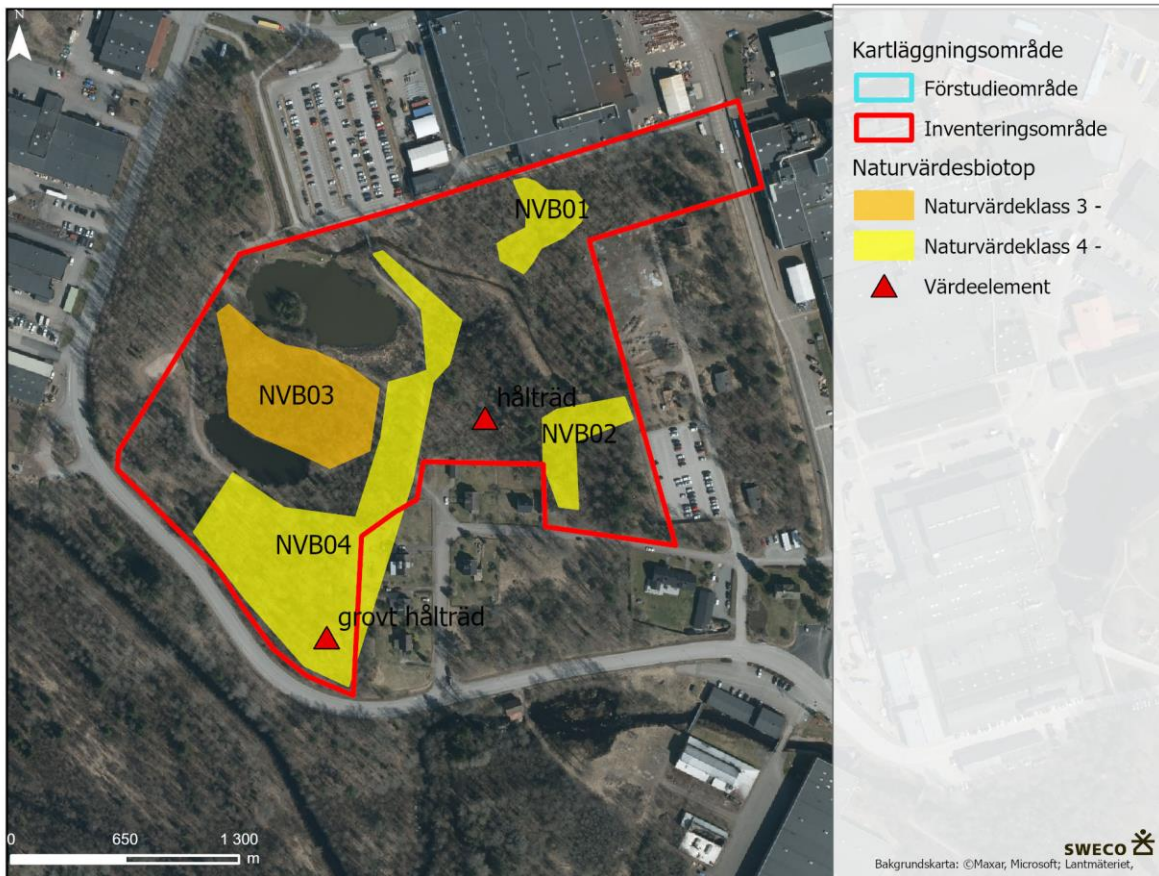 N
Kartläggningsområde
Förstudieområde
Inventeringsområde
Naturvärdesbiotop
Naturvärdeklass 3 -
Naturvärdeklass 4 -
Värdeelement
NVB01
NVB03
hålträd
NVB02
NVB04
grovt hålträd
0 650 1 300
m
SWECO
Bakgrundskarta: ©Maxar, Microsoft; Lantmäteriet,